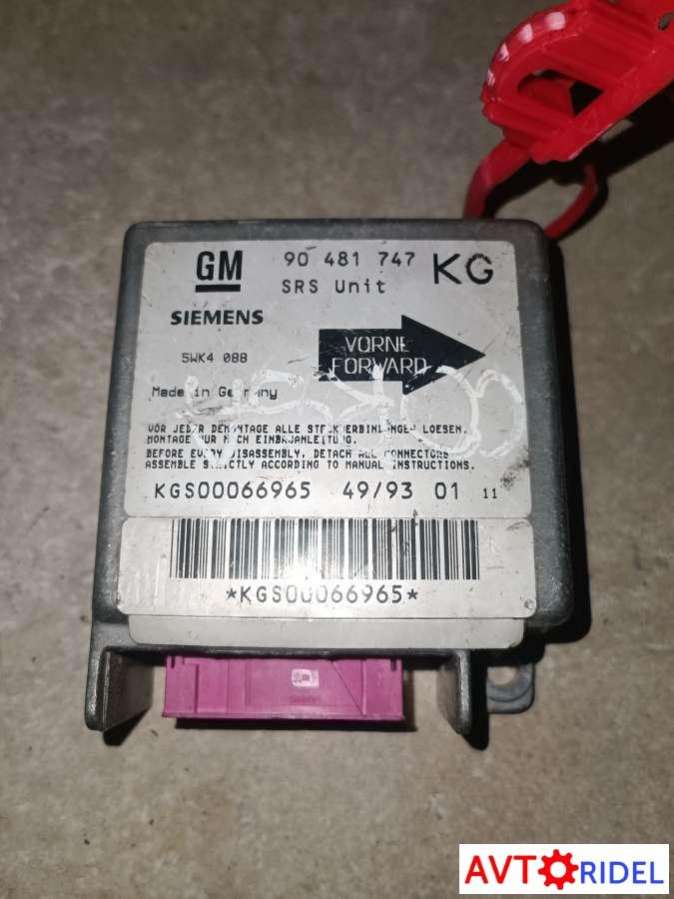 GM 90 481 747 KG
SRS Unit
SIEMENS
VORNE
FORWARD
5WK4 088
Made in Germany
VOR JEDER DEMONTAGE ALLE STECKVERBINDUNGEN LOESEN.
MONTAGE NUR NACH EINBAUANLEITUNG.
BEFORE EVERY DISASSEMBLY, DETACH ALL CONNECTORS
ASSEMBLE STRICTLY ACCORDING TO MANUAL INSTRUCTIONS.
KGS00066965 49/93 01 11
*KGS00066965*
AVTORIDEL